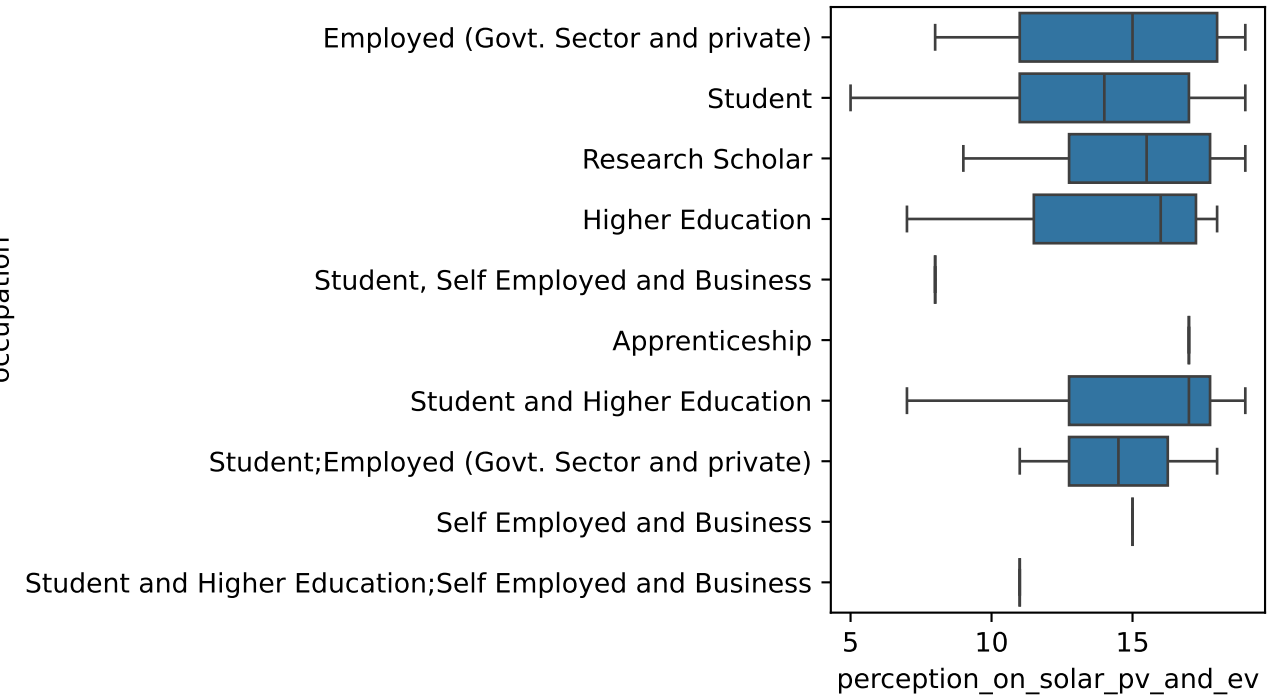 Employed (Govt. Sector and private)
Student
Research Scholar
Higher Education
Student, Self Employed and Business
Apprenticeship
Student and Higher Education
Student;Employed (Govt. Sector and private)
Self Employed and Business
Student and Higher Education;Self Employed and Business
occupation
5 10 15
perception_on_solar_pv_and_ev